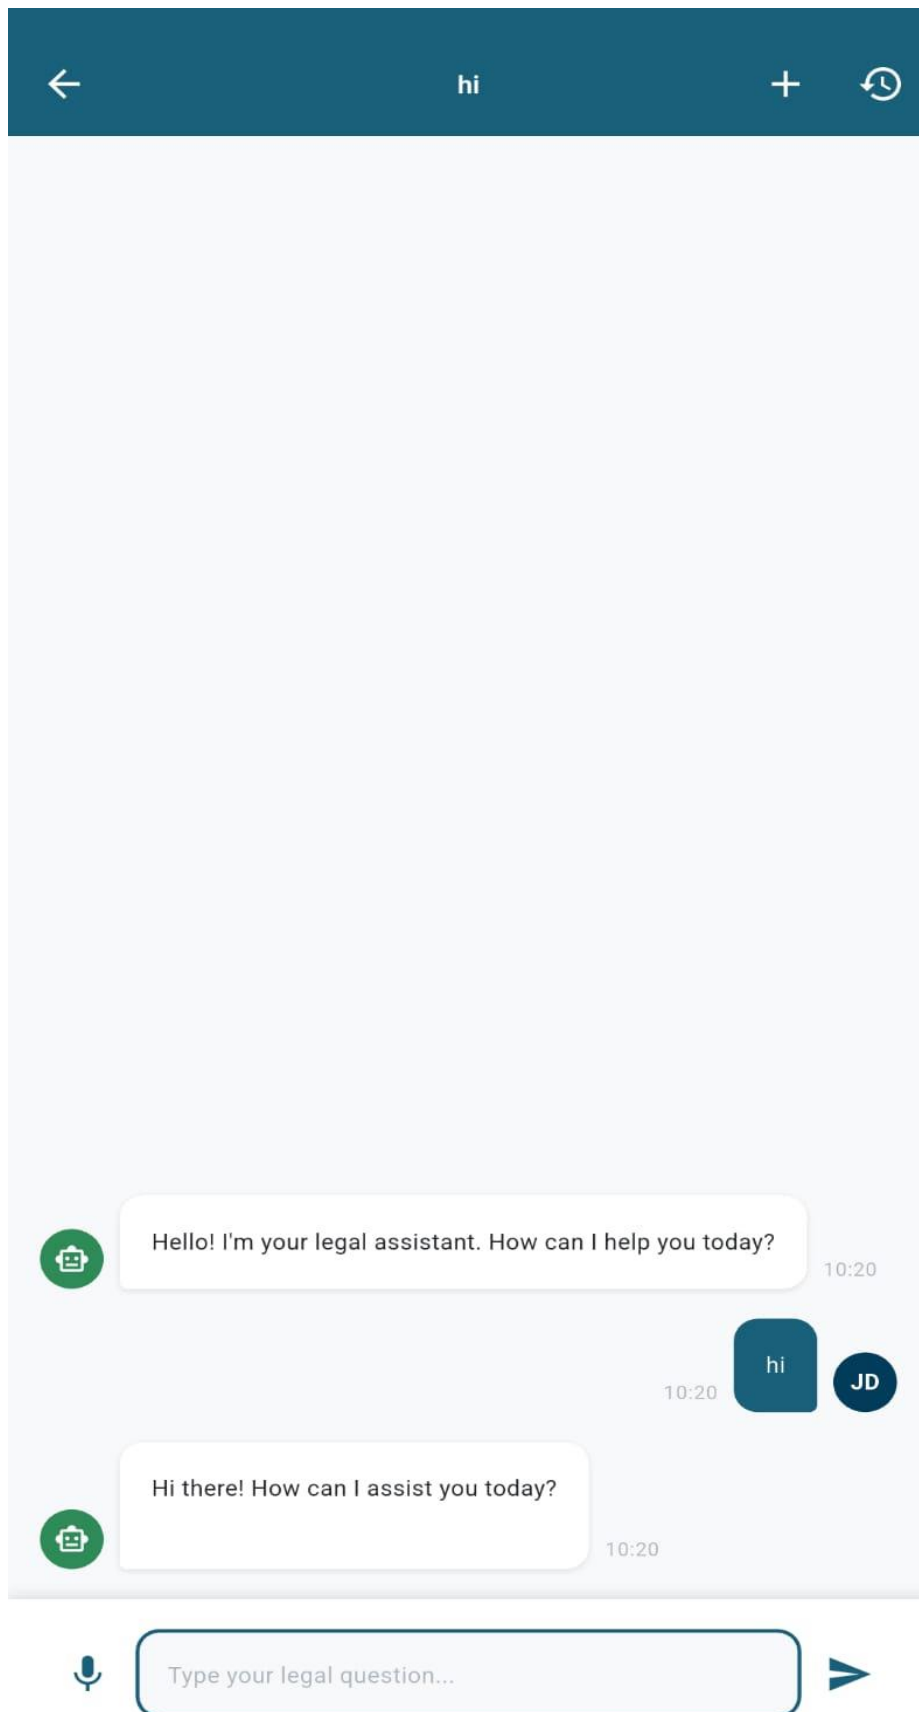 hi
Hello! I'm your legal assistant. How can I help you today?
10:20
hi
JD
10:20
Hi there! How can I assist you today?
10:20
Type your legal question...